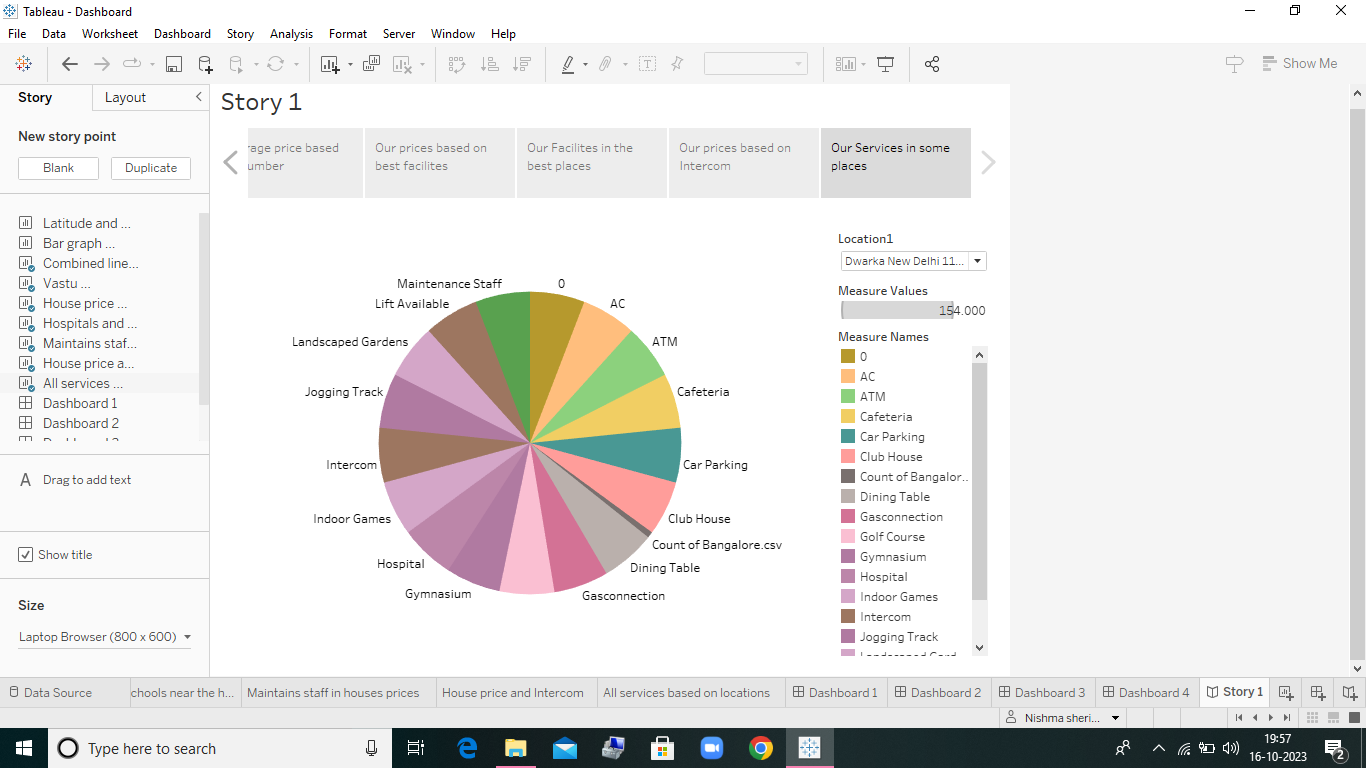 Tableau - Dashboard
File Data Worksheet Dashboard Story Analysis Format Server Window Help
Show Me
Story Layout
New story point
Blank Duplicate
Latitude and ...
Bar graph ...
Combined line...
Vastu ...
House price ...
Hospitals and ...
Maintains staf...
House price a...
All services ...
Dashboard 1
Dashboard 2
Drag to add text
Show title
Size
Laptop Browser (800 x 600)
Story 1
rage price based
umber
Our prices based on
best facilites
Our Facilites in the
best places
Our prices based on
Intercom
Our Services in some
places
Maintenance Staff
0
Lift Available
AC
Landscaped Gardens
ATM
Jogging Track
Cafeteria
Intercom
Car Parking
Indoor Games
Club House
Count of Bangalore.csv
Hospital
Dining Table
Gymnasium
Gasconnection
Location1
Dwarka New Delhi 11...
Measure Values
154.000
Measure Names
0
AC
ATM
Cafeteria
Car Parking
Club House
Count of Bangalor..
Dining Table
Gasconnection
Golf Course
Gymnasium
Hospital
Indoor Games
Intercom
Jogging Track
Data Source chools near the h... Maintains staff in houses prices House price and Intercom All services based on locations Dashboard 1 Dashboard 2 Dashboard 3 Dashboard 4 Story 1
Nishma sheri...
Type here to search
19:57
16-10-2023
2